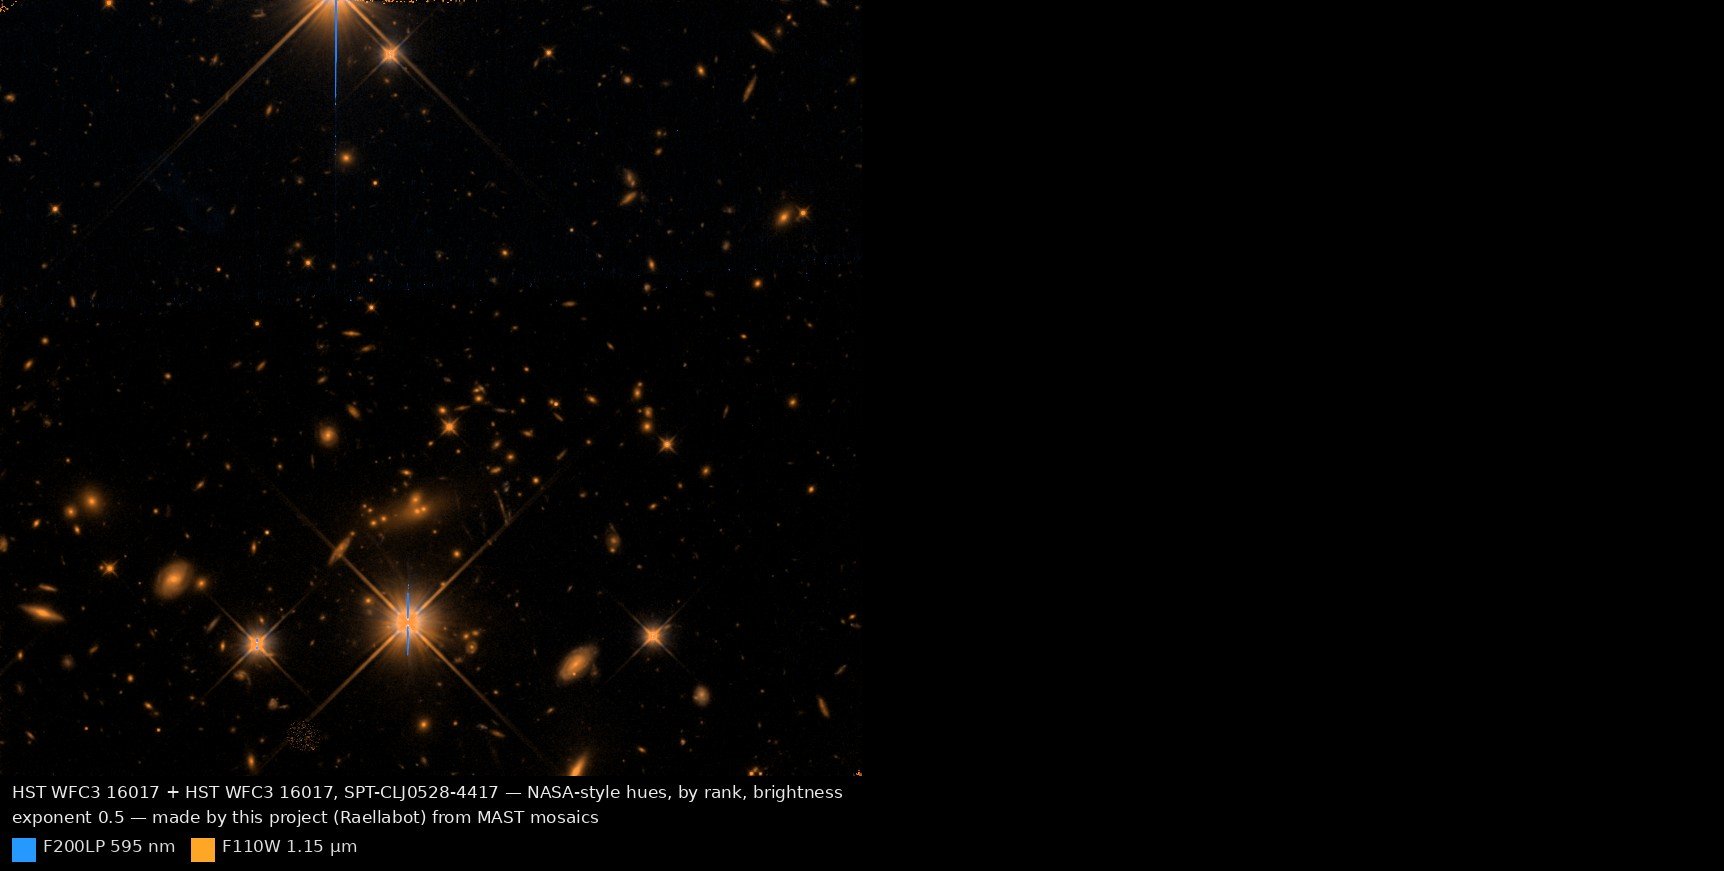 HST WFC3 16017 + HST WFC3 16017, SPT-CLJ0528-4417 — NASA-style hues, by rank, brightness
exponent 0.5 — made by this project (Raellabot) from MAST mosaics
F200LP 595 nm F110W 1.15 µm